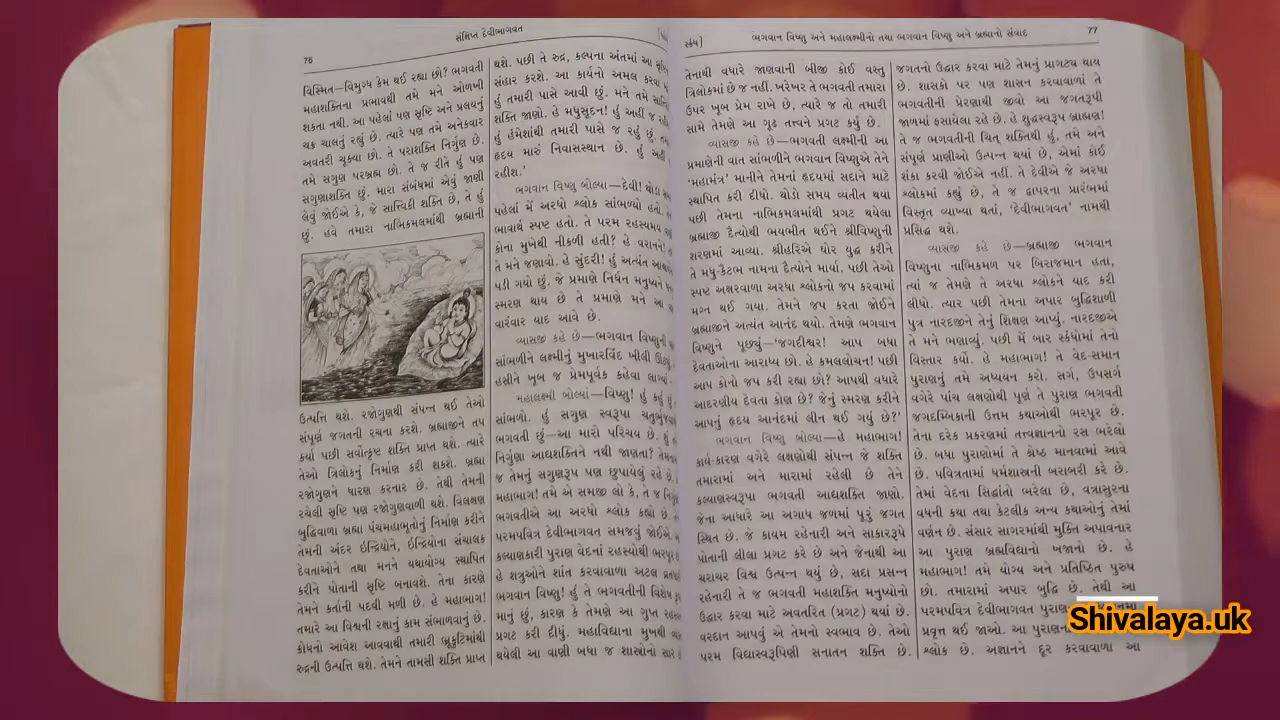 76
સંક્ષિપ્ત દેવીભાગવત
વિસ્મિત–વિમુગ્ધ કેમ થઈ રહ્યા છો? ભગવતી
મહાશક્તિના પ્રભાવથી તમે મને ઓળખી
શકતા નથી. આ પહેલાં પણ સૃષ્ટિ અને પ્રલયનું
ચક્ર ચાલતું રહ્યું છે. ત્યારે પણ તમે અનેકવાર
અવતરી ચૂક્યા છો. તે પરાશક્તિ નિર્ગુણ છે.
તમે સગુણ પરબ્રહ્મ છો. તે જ રીતે હું પણ
સગુણાશક્તિ છું. મારા સંબંધમાં એવું જાણી
લેવું જોઈએ કે, જે સાત્ત્વિકી શક્તિ છે, તે હું
છું. હવે તમારા નાભિકમલમાંથી બ્રહ્માની
ઉત્પત્તિ થશે. રજોગુણથી સંપન્ન થઈ તેઓ
સંપૂર્ણ જગતની રચના કરશે. બ્રહ્માજીને તપ
કર્યા પછી સર્વોત્કૃષ્ટ શક્તિ પ્રાપ્ત થશે. ત્યારે
તેઓ ત્રિલોકનું નિર્માણ કરી શકશે. બ્રહ્મા
રજોગુણને ધારણ કરનાર છે. તેથી તેમની
રચેલી સૃષ્ટિ પણ રજોગુણવાળી થશે. વિલક્ષણ
બુદ્ધિવાળા બ્રહ્મા પંચમહાભૂતોનું નિર્માણ કરીને
તેમની અંદર ઇન્દ્રિયોને, ઇન્દ્રિયોના સંચાલક
દેવતાઓને તથા મનને યથાયોગ્ય સ્થાપિત
કરીને પોતાની સૃષ્ટિ બનાવશે. તેના કારણે
તેમને કર્તાની પદવી મળી છે. હે મહાભાગ!
તમારે આ વિશ્વની રક્ષાનું કામ સંભાળવાનું છે.
ક્રોધનો આવેશ આવવાથી તમારી ભ્રૂકુટિમાંથી
રુદ્રની ઉત્પત્તિ થશે. તેમને તામસી શક્તિ પ્રાપ્ત
થશે. પછી તે રુદ્ર, કલ્પના અંતમાં આ
સંહાર કરશે. આ કાર્યનો અમલ કરવા
હું તમારી પાસે આવી છું. મને તમે
શક્તિ જાણો. હે મધુસૂદન! હું અહીં જ
હું હંમેશાંથી તમારી પાસે જ રહું છું.
હૃદય મારું નિવાસસ્થાન છે. હું અહીં
રહીશ.’
ભગવાન વિષ્ણુ બોલ્યા—દેવી! થોડા
પહેલાં મેં અરધો શ્લોક સાંભળ્યો હતો.
ભાવાર્થ સ્પષ્ટ હતો. તે પરમ રહસ્યમય
કોના મુખેથી નીકળી હતી? હે વરાનને!
તે મને જણાવો. હે સુંદરી! હું અત્યંત
પડી ગયો છું. જે પ્રમાણે નિર્ધન મનુષ્યને
સ્મરણ થાય છે તે પ્રમાણે મને આ
વારંવાર યાદ આવે છે.
વ્યાસજી કહે છે—ભગવાન વિષ્ણુની
સાંભળીને લક્ષ્મીનું મુખારવિંદ ખીલી
હસીને ખૂબ જ પ્રેમપૂર્વક કહેવા
મહાલક્ષ્મી બોલ્યાં—વિષ્ણુ! હું કહું છું
સાંભળો. હું સગુણ સ્વરૂપા
ભગવતી છું—આ મારો પરિચય છે.
નિર્ગુણા આદ્યશક્તિને નથી જાણતા?
જ તેમનું સગુણરૂપ પણ છુપાયેલું રહે છે.
મહાભાગ! તમે એ સમજી લો કે, તે જ
ભગવતીએ આ અરધો શ્લોક કહ્યો છે.
પરમપવિત્ર દેવીભાગવત સમજવું જોઈએ.
કલ્યાણકારી પુરાણ વેદનાં રહસ્યોથી
હે શત્રુઓને શાંત કરવાવાળા અટલ
ભગવાન વિષ્ણુ! હું તે ભગવતીની વિશેષ
માનું છું, કારણ કે તેમણે આ ગુપ્ત
પ્રગટ કરી દીધું. મહાવિદ્યાના મુખથી
થયેલી આ વાણી બધા જ શાસ્ત્રોનો સાર
સ્કંધ]
ભગવાન વિષ્ણુ અને મહાલક્ષ્મીનો તથા ભગવાન વિષ્ણુ અને બ્રહ્માનો સંવાદ
77
તેનાથી વધારે જાણવાની બીજી કોઈ વસ્તુ
ત્રિલોકમાં છે જ નહીં. ખરેખર તે ભગવતી તમારા
ઉપર ખૂબ પ્રેમ રાખે છે, ત્યારે જ તો તમારી
સામે તેમણે આ ગૂઢ તત્ત્વને પ્રગટ કર્યું છે.
વ્યાસજી કહે છે—ભગવતી લક્ષ્મીની આ
પ્રમાણેની વાત સાંભળીને ભગવાન વિષ્ણુએ તેને
‘મહામંત્ર’ માનીને તેમનાં હૃદયમાં સદાને માટે
સ્થાપિત કરી દીધો. થોડો સમય વ્યતીત થયા
પછી તેમના નાભિકમલમાંથી પ્રગટ થયેલા
બ્રહ્માજી દૈત્યોથી ભયભીત થઈને શ્રીવિષ્ણુની
શરણમાં આવ્યા. શ્રીહરિએ ઘોર યુદ્ધ કરીને
તે મધુ-કૈટભ નામના દૈત્યોને માર્યા. પછી તેઓ
સ્પષ્ટ અક્ષરવાળા અરધા શ્લોકનો જપ કરવામાં
મગ્ન થઈ ગયા. તેમને જપ કરતા જોઈને
બ્રહ્માજીને અત્યંત આનંદ થયો. તેમણે ભગવાન
વિષ્ણુને પૂછ્યું—‘જગદીશ્વર! આપ બધા
દેવતાઓના આરાધ્ય છો. હે કમલલોચન! પછી
આપ કોનો જપ કરી રહ્યા છો? આપથી વધારે
આદરણીય દેવતા કોણ છે? જેનું સ્મરણ કરીને
આપનું હૃદય આનંદમાં લીન થઈ ગયું છે?’
ભગવાન વિષ્ણુ બોલ્યા—હે મહાભાગ!
કાર્ય-કારણ વગેરે લક્ષણોથી સંપન્ન જે શક્તિ
તમારામાં અને મારામાં રહેલી છે તેને
કલ્યાણસ્વરૂપા ભગવતી આદ્યશક્તિ જાણો.
જેના આધારે આ અગાધ જળમાં પૂરું જગત
સ્થિત છે. જે કાયમ રહેનારી અને સાકારરૂપે
પોતાની લીલા પ્રગટ કરે છે અને જેનાથી આ
ચરાચર વિશ્વ ઉત્પન્ન થયું છે, સદા પ્રસન્ન
રહેનારી તે જ ભગવતી મહાશક્તિ મનુષ્યોનો
ઉદ્ધાર કરવા માટે અવતરિત (પ્રગટ) થયાં છે.
વરદાન આપવું એ તેમનો સ્વભાવ છે. તેઓ
પરમ વિદ્યાસ્વરૂપિણી સનાતન શક્તિ છે.
જગતનો ઉદ્ધાર કરવા માટે તેમનું પ્રાગટ્ય થાય
છે. શાસકો પર પણ શાસન કરવાવાળાં તે
ભગવતીની પ્રેરણાથી જીવો આ જગતરૂપી
જાળમાં ફસાયેલા રહે છે. હે શુદ્ધસ્વરૂપ બ્રાહ્મણ!
તે જ ભગવતીની ચિત્ શક્તિથી હું, તમે અને
સંપૂર્ણ પ્રાણીઓ ઉત્પન્ન થયાં છે, એમાં કોઈ
શંકા કરવી જોઈએ નહીં. તે દેવીએ જે અરધા
શ્લોકમાં કહ્યું છે, તે જ દ્વાપરના પ્રારંભમાં
વિસ્તૃત વ્યાખ્યા થતાં, ‘દેવીભાગવત’ નામથી
પ્રસિદ્ધ થશે.
વ્યાસજી કહે છે—બ્રહ્માજી ભગવાન
વિષ્ણુના નાભિકમળ પર બિરાજમાન હતા,
ત્યાં જ તેમણે તે અરધા શ્લોકને યાદ કરી
લીધો. ત્યાર પછી તેમના અપાર બુદ્ધિશાળી
પુત્ર નારદજીને તેનું શિક્ષણ આપ્યું. નારદજીએ
તે મને ભણાવ્યું. પછી મેં બાર સ્કંધોમાં તેનો
વિસ્તાર કર્યો. હે મહાભાગ! તે વેદ-સમાન
પુરાણનું તમે અધ્યયન કરો. સર્ગ, ઉપસર્ગ
વગેરે પાંચ લક્ષણોથી પૂર્ણ તે પુરાણ ભગવતી
જગદમ્બિકાની ઉત્તમ કથાઓથી ભરપૂર છે.
તેના દરેક પ્રકરણમાં તત્ત્વજ્ઞાનનો રસ ભરેલો
છે. બધા પુરાણોમાં તે શ્રેષ્ઠ માનવામાં આવે
છે. પવિત્રતામાં ધર્મશાસ્ત્રની બરાબરી કરે છે.
તેમાં વેદના સિદ્ધાંતો ભરેલા છે, વત્રાસુરના
વધની કથા તથા કેટલીક અન્ય કથાઓનું તેમાં
વર્ણન છે. સંસાર સાગરમાંથી મુક્તિ અપાવનાર
આ પુરાણ બ્રહ્મવિદ્યાનો ખજાનો છે. હે
મહાભાગ! તમે યોગ્ય અને પ્રતિષ્ઠિત પુરુષ
છો. તમારામાં અપાર બુદ્ધિ છે. તેથી આ
પરમપવિત્ર દેવીભાગવત પુરાણ
પ્રવૃત્ત થઈ જાઓ. આ
શ્લોક છે. અજ્ઞાનને દૂર કરવાવાળા આ
Shivalaya.uk